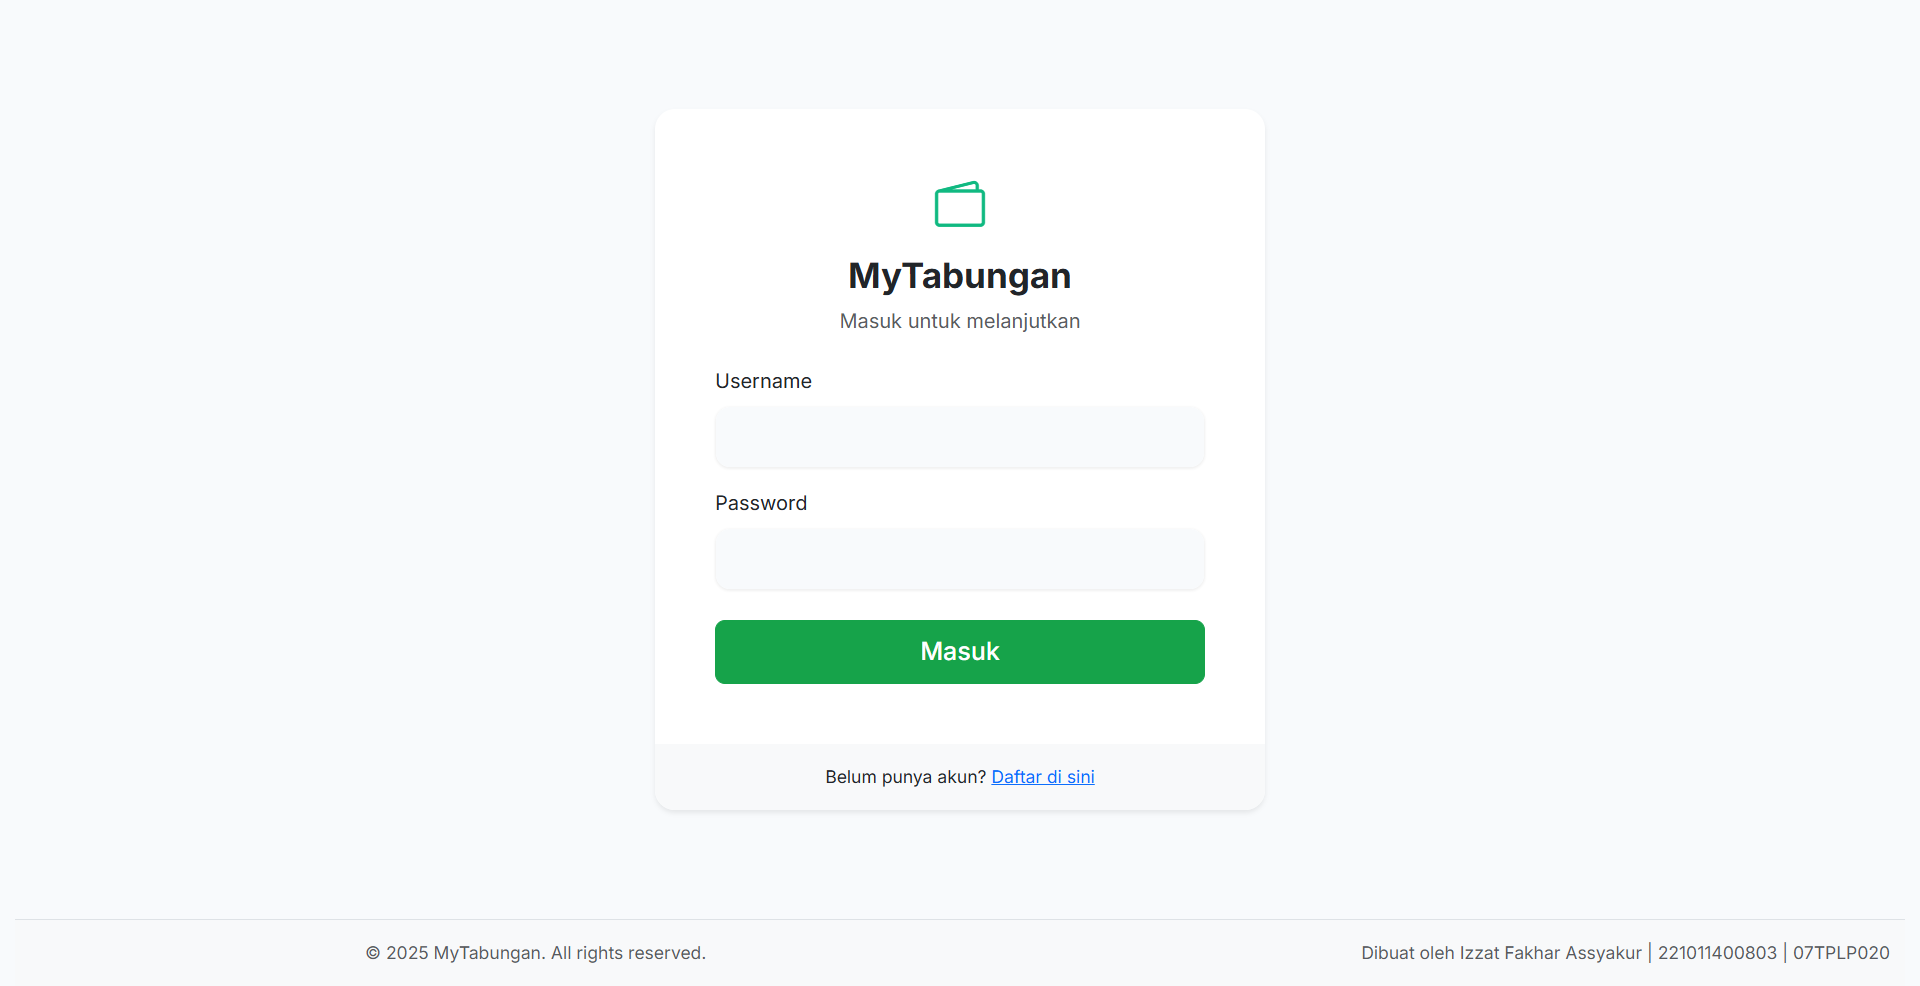 MyTabungan
Masuk untuk melanjutkan
Username
Password
Masuk
Belum punya akun? Daftar di sini
© 2025 MyTabungan. All rights reserved.
Dibuat oleh Izzat Fakhar Assyakur | 221011400803 | 07TPLP020